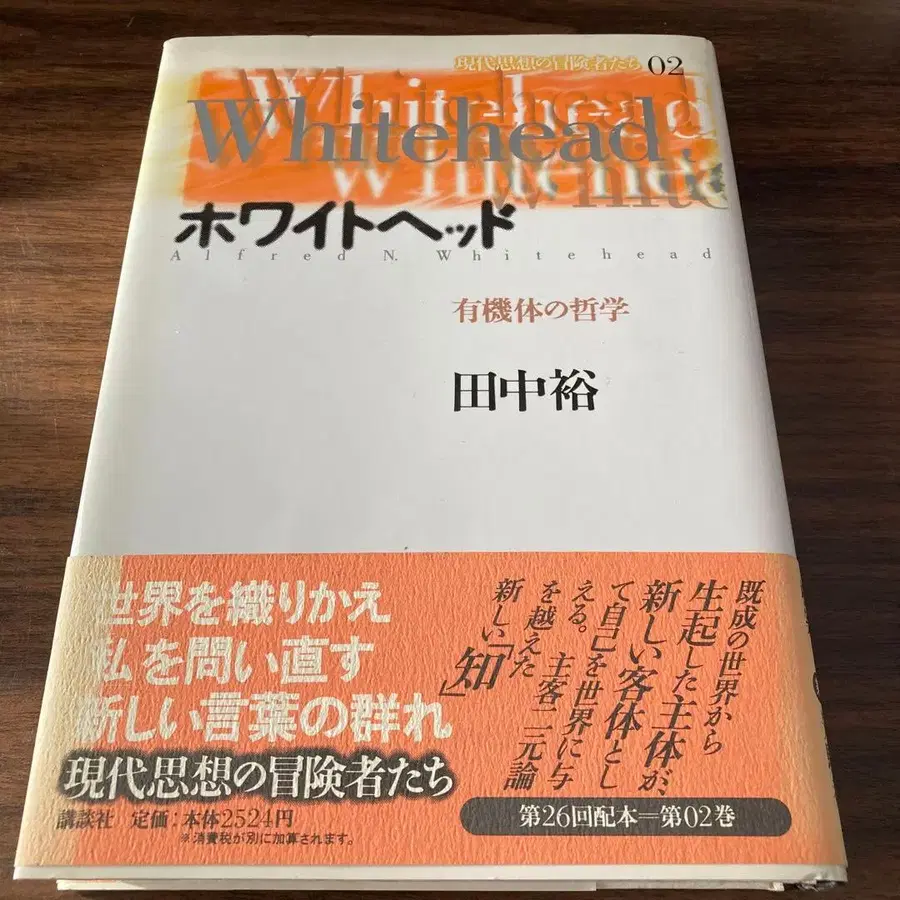 現代思想の冒険者たち 02
Whitehead
ホワイトヘッド
Alfred N. Whitehead
有機体の哲学
田中裕
世界を織りかえ
私を問い直す
新しい言葉の群れ
現代思想の冒険者たち
講談社 定価:本体2524円
※消費税が別に加算されます。
既成の世界から
生起した主体が、
新しい客体とし
て自己を世界に与
える。主客二元論
を越えた
新しい「知」
第26回配本=第02巻